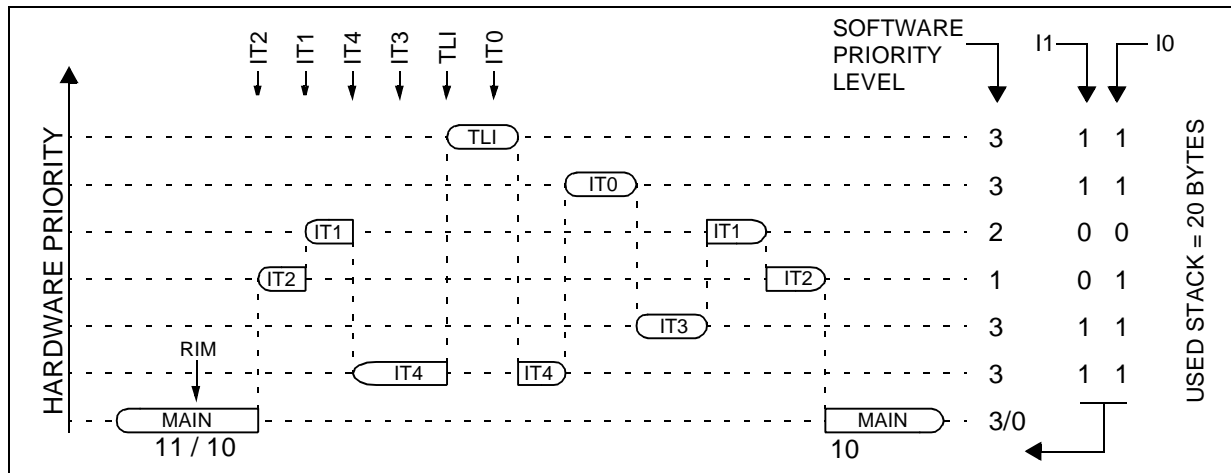 IT2
IT1
IT4
IT3
TLI
IT0
SOFTWARE
PRIORITY
LEVEL
I1
I0
HARDWARE PRIORITY
USED STACK = 20 BYTES
TLI
3
1 1
IT0
3
1 1
IT1
IT1
2
0 0
IT2
IT2
1
0 1
IT3
3
1 1
RIM
IT4
IT4
3
1 1
MAIN
MAIN
3/0
11 / 10
10